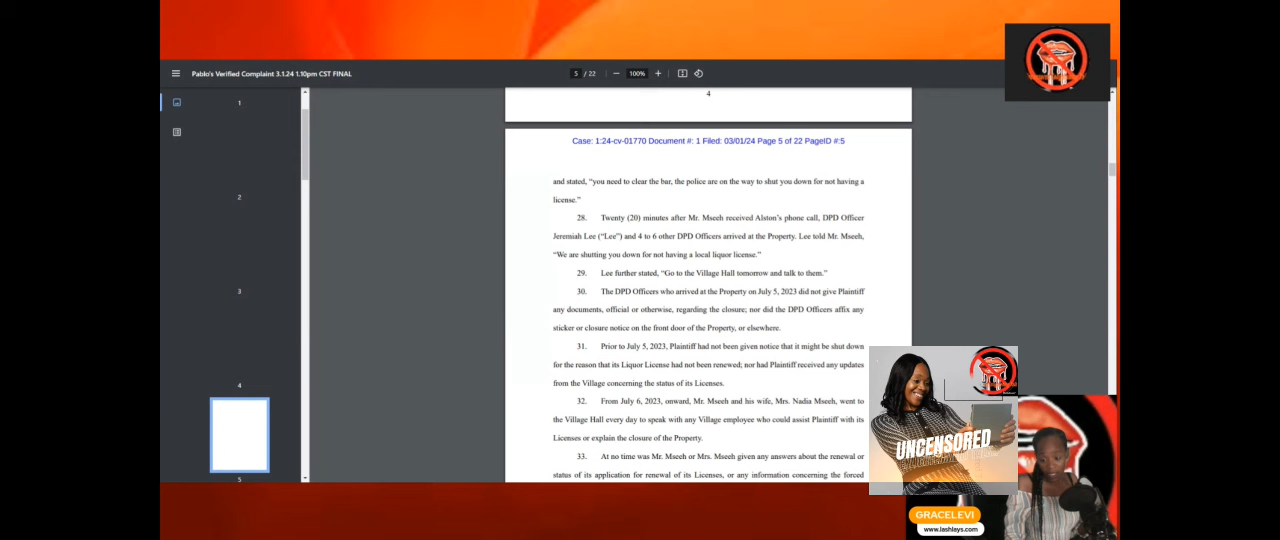 Pablo's Verified Complaint 3.1.24 1.10pm CST FINAL
5 / 22
100%
1
2
3
4
5
4
Case: 1:24-cv-01770 Document #: 1 Filed: 03/01/24 Page 5 of 22 PageID #:5
and stated, “you need to clear the bar, the police are on the way to shut you down for not having a
license.”
28. Twenty (20) minutes after Mr. Mseeh received Alston’s phone call, DPD Officer
Jeremiah Lee (“Lee”) and 4 to 6 other DPD Officers arrived at the Property. Lee told Mr. Mseeh,
“We are shutting you down for not having a local liquor license.”
29. Lee further stated, “Go to the Village Hall tomorrow and talk to them.”
30. The DPD Officers who arrived at the Property on July 5, 2023 did not give Plaintiff
any documents, official or otherwise, regarding the closure; nor did the DPD Officers affix any
sticker or closure notice on the front door of the Property, or elsewhere.
31. Prior to July 5, 2023, Plaintiff had not been given notice that it might be shut down
for the reason that its Liquor License had not been renewed; nor had Plaintiff received any updates
from the Village concerning the status of its Licenses.
32. From July 6, 2023, onward, Mr. Mseeh and his wife, Mrs. Nadia Mseeh, went to
the Village Hall every day to speak with any Village employee who could assist Plaintiff with its
Licenses or explain the closure of the Property.
33. At no time was Mr. Mseeh or Mrs. Mseeh given any answers about the renewal or
status of its application for renewal of its Licenses, or any information concerning the forced
UNCENSORED
GRACELEVI
www.lashlays.com